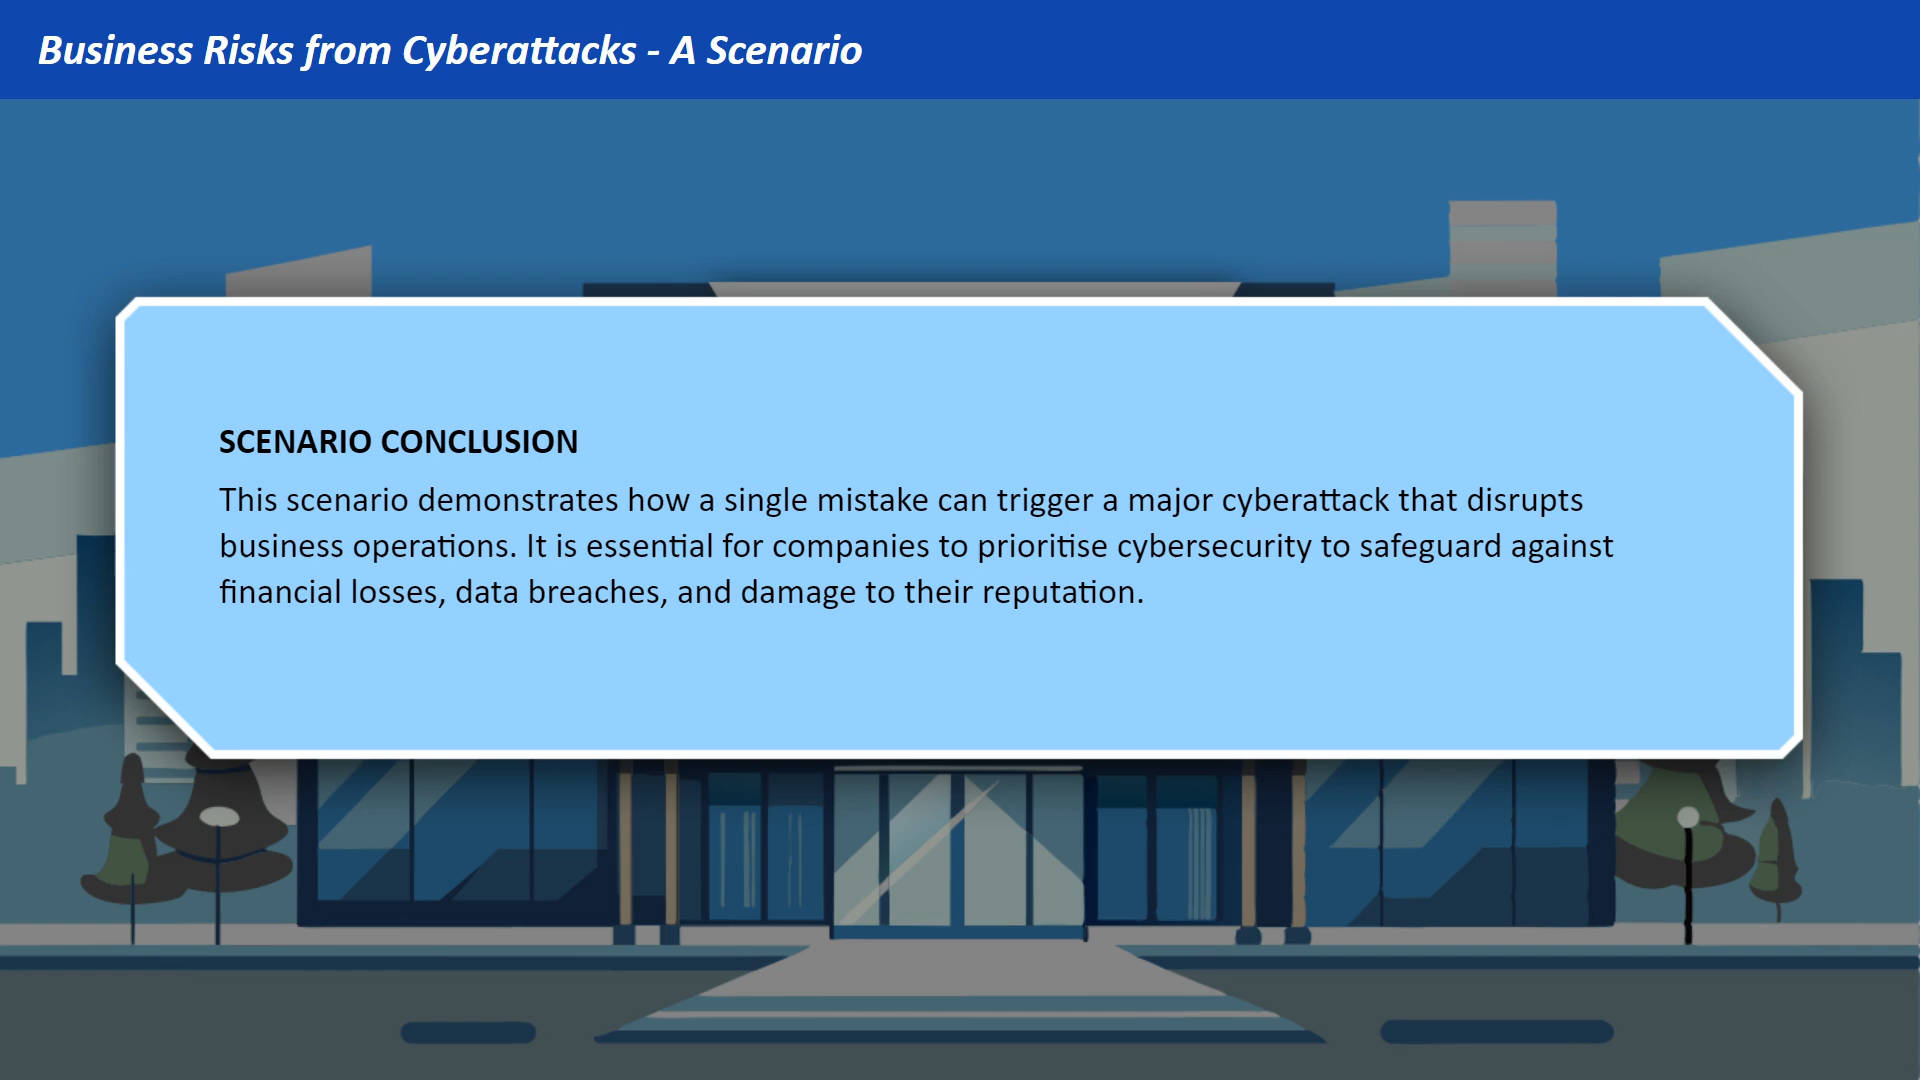 Business Risks from Cyberattacks - A Scenario
SCENARIO CONCLUSION
This scenario demonstrates how a single mistake can trigger a major cyberattack that disrupts
business operations. It is essential for companies to prioritise cybersecurity to safeguard against
financial losses, data breaches, and damage to their reputation.